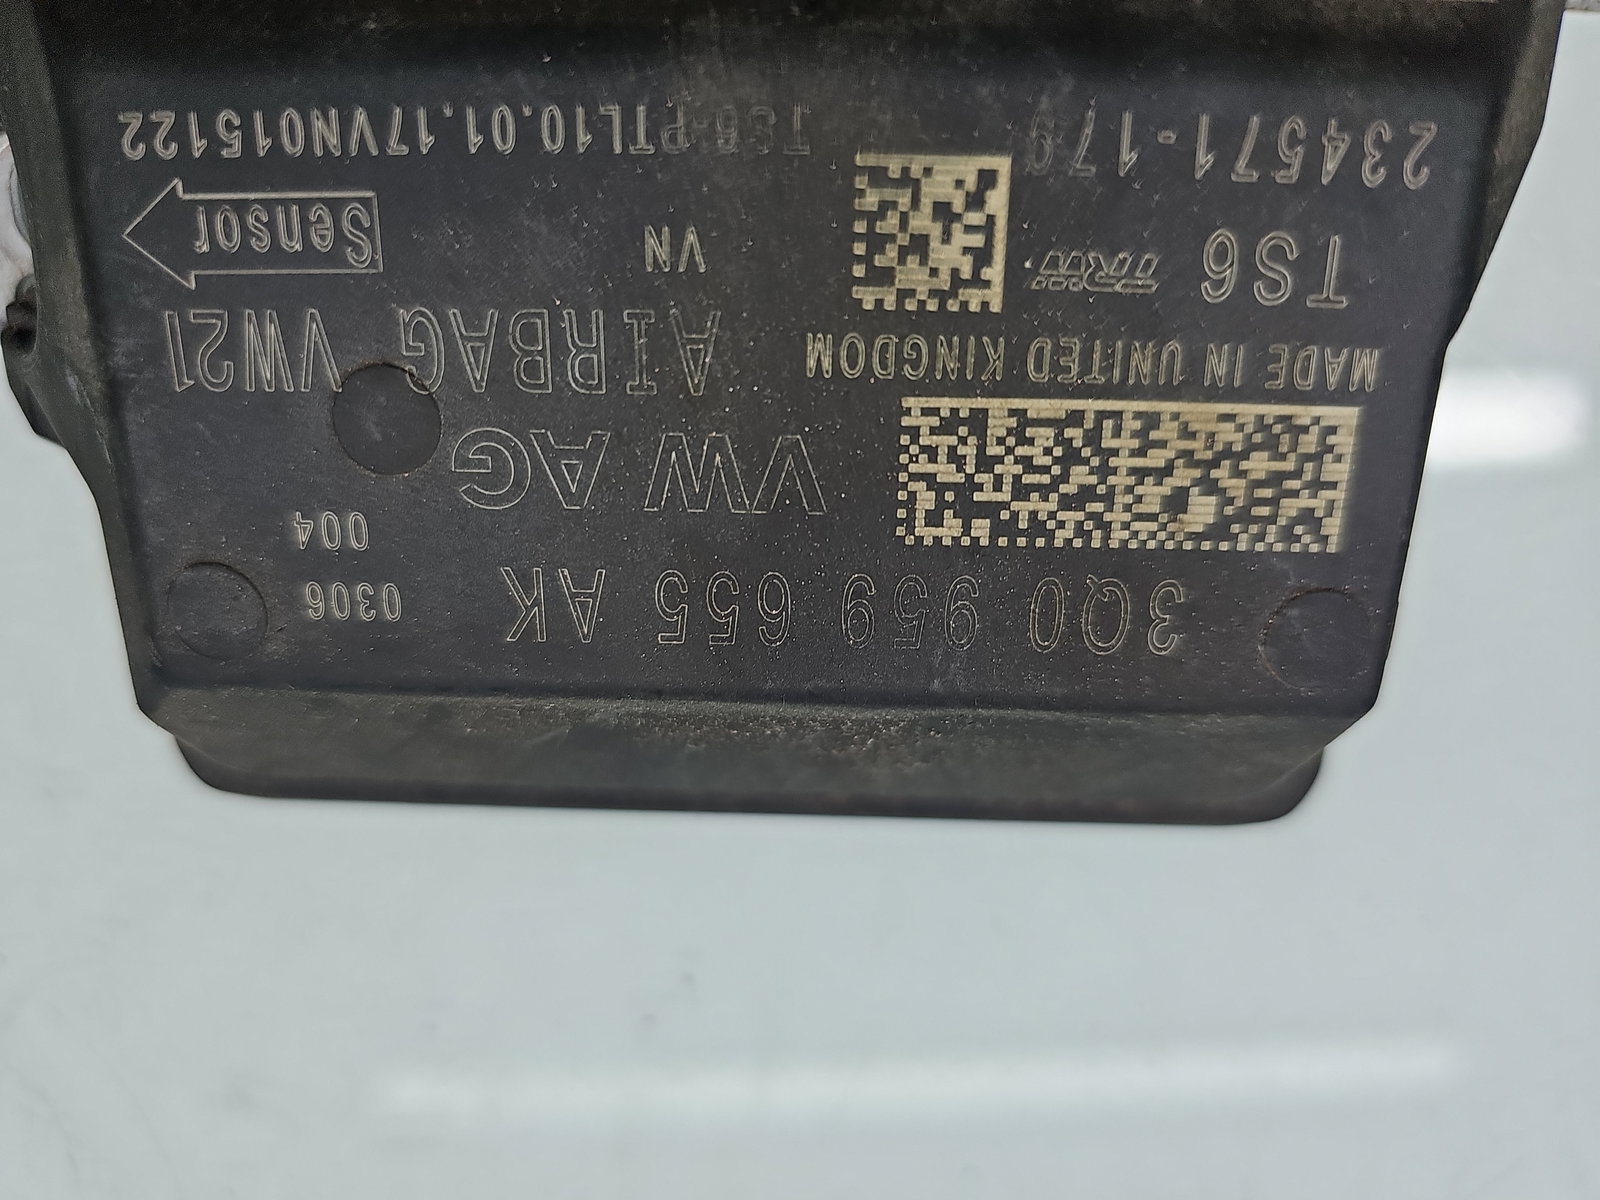 3Q0 959 655 AK 0306
004
VW AG
AIRBAG VW21
MADE IN UNITED KINGDOM
TS6 TRW
VN
Sensor
234571-179
TS6-PTL10.01.17VN015122